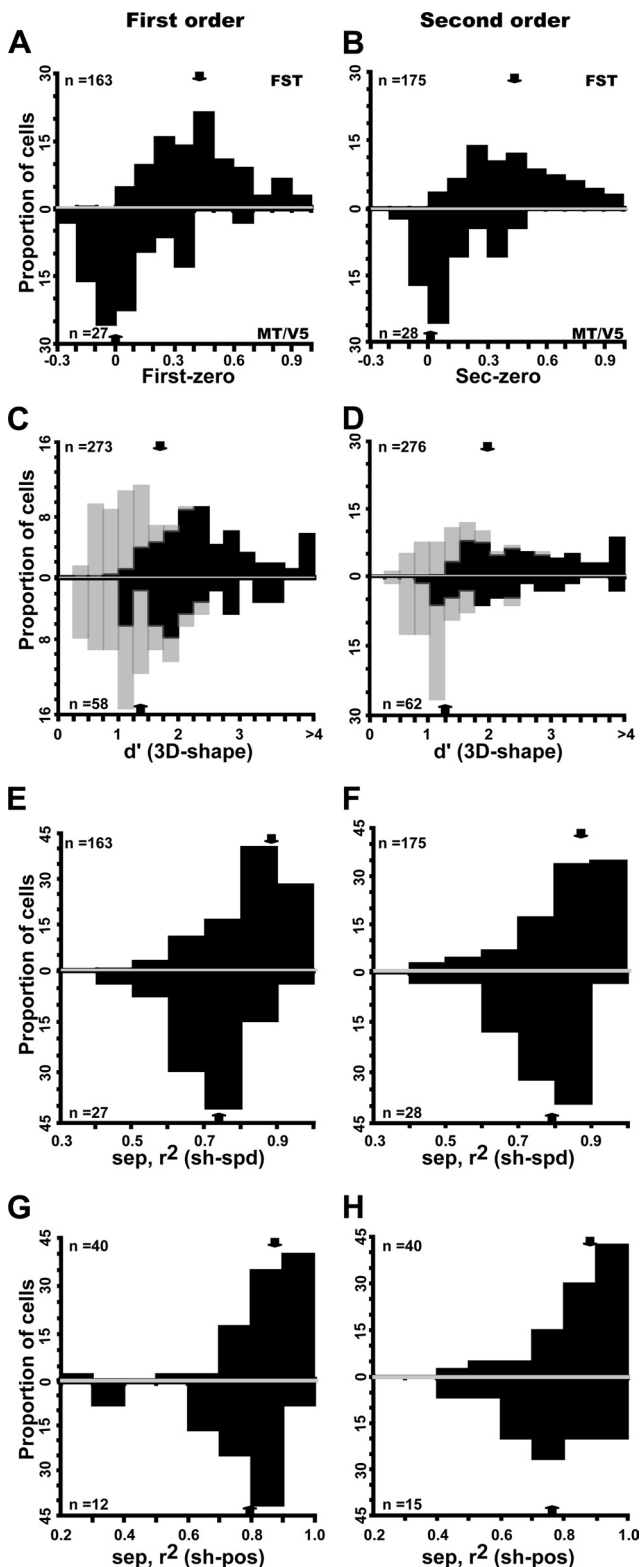 First order Second order
A B
n =163 FST n =175 FST
30 15 0 15 30
30 15 0 15 30
Proportion of cells
n =27 MT/V5 n =28 MT/V5
-0.3 0 0.3 0.6 0.9 -0.3 0 0.3 0.6 0.9
First-zero Sec-zero
C D
n =273 n =276
16 8 0 8 16
30 15 0 15 30
Proportion of cells
n =58 n =62
0 1 2 3 >4 0 1 2 3 >4
d' (3D-shape) d' (3D-shape)
E F
n =163 n =175
45 30 15 0 15 30 45
45 30 15 0 15 30 45
Proportion of cells
n =27 n =28
0.3 0.5 0.7 0.9 0.3 0.5 0.7 0.9
sep, r2 (sh-spd) sep, r2 (sh-spd)
G H
n =40 n =40
45 30 15 0 15 30 45
45 30 15 0 15 30 45
Proportion of cells
n =12 n =15
0.2 0.4 0.6 0.8 1.0 0.2 0.4 0.6 0.8 1.0
sep, r2 (sh-pos) sep, r2 (sh-pos)